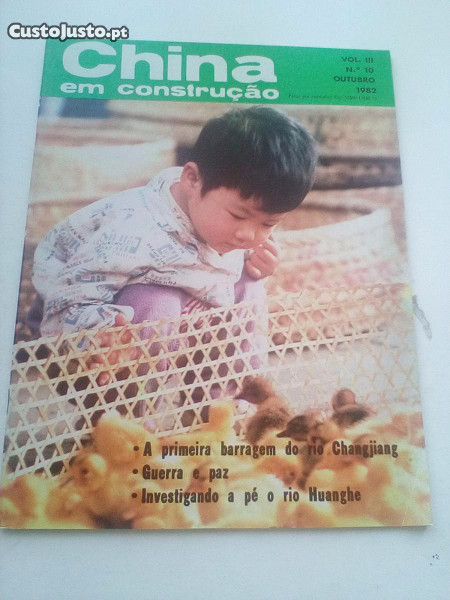 CustoJusto.pt
China
em construção
VOL. III
N.º 10
OUTUBRO
1982
• A primeira barragem do rio Changjiang
• Guerra e paz
• Investigando a pé o rio Huanghe